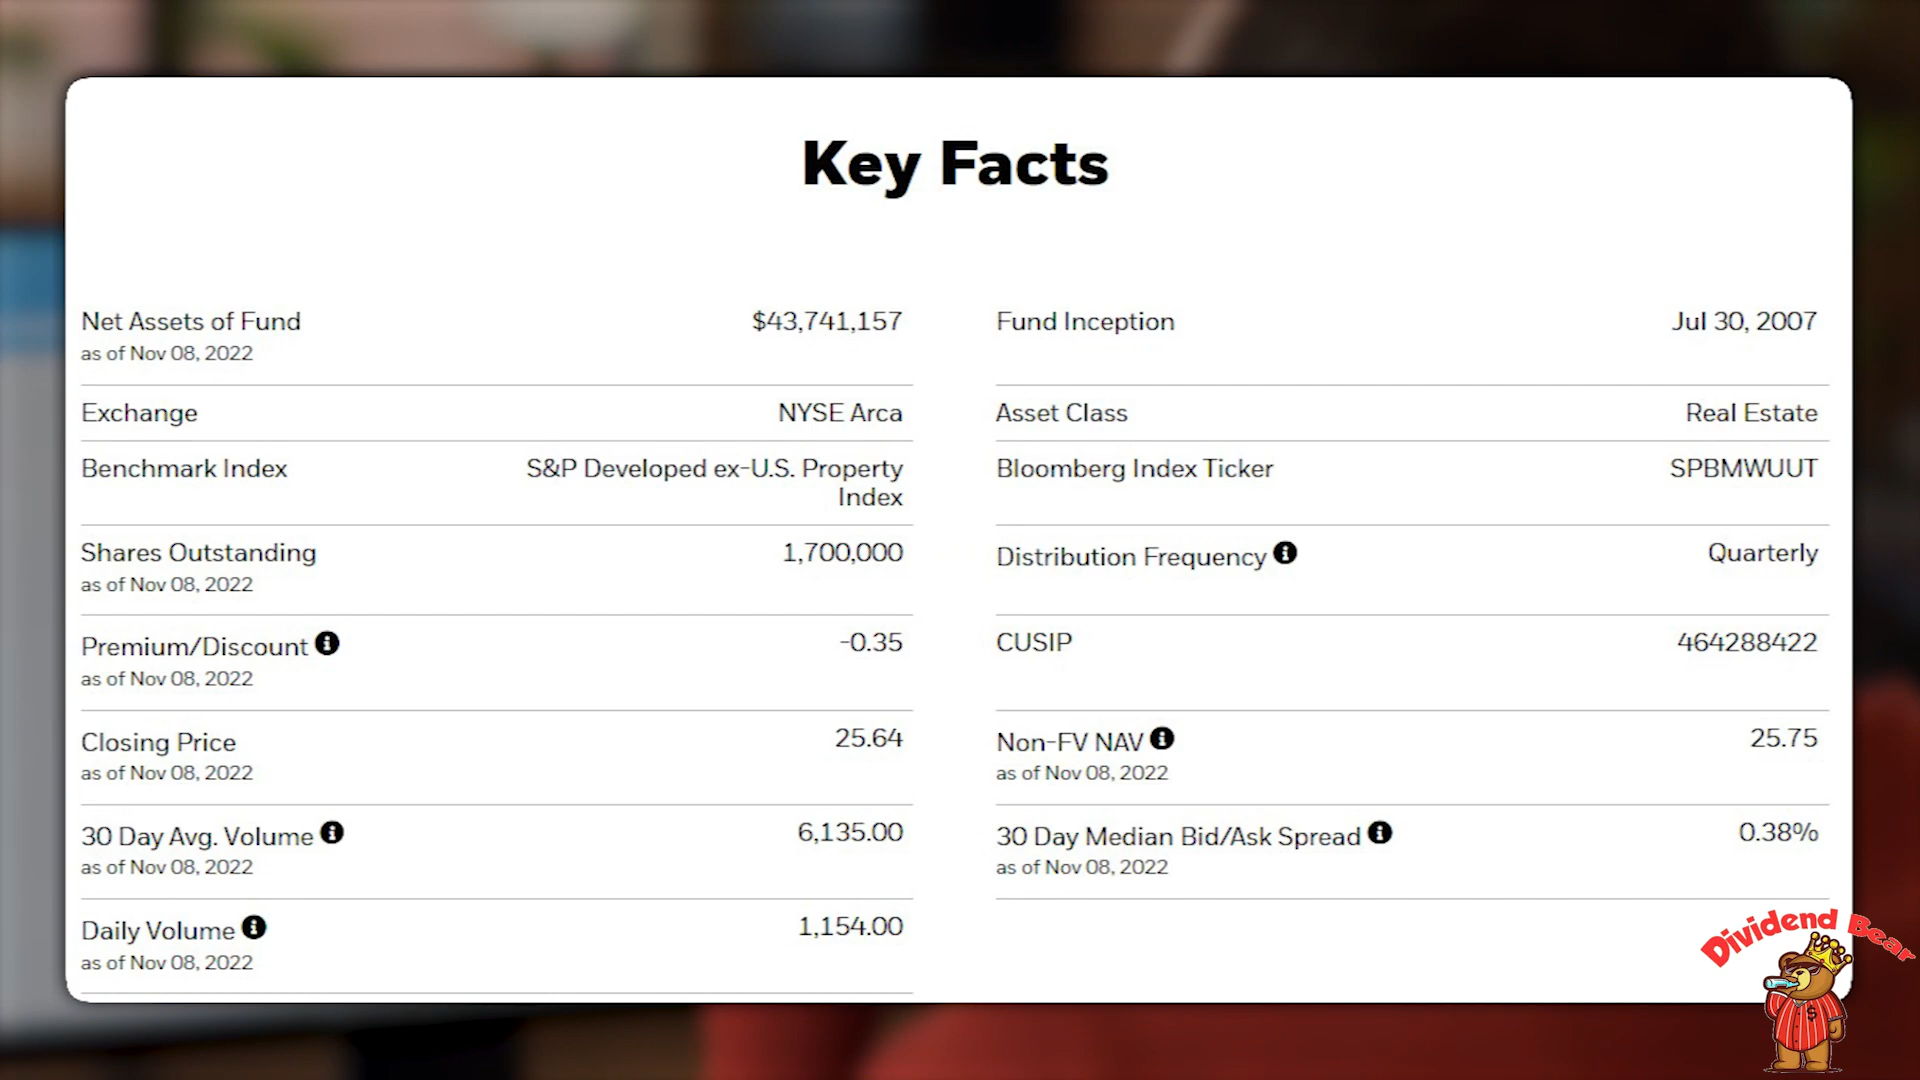 Key Facts
Net Assets of Fund $43,741,157
as of Nov 08, 2022
Fund Inception Jul 30, 2007
Exchange NYSE Arca
Asset Class Real Estate
Benchmark Index S&P Developed ex-U.S. Property
Index
Bloomberg Index Ticker SPBMWUUT
Shares Outstanding 1,700,000
as of Nov 08, 2022
Distribution Frequency Quarterly
Premium/Discount -0.35
as of Nov 08, 2022
CUSIP 464288422
Closing Price 25.64
as of Nov 08, 2022
Non-FV NAV 25.75
as of Nov 08, 2022
30 Day Avg. Volume 6,135.00
as of Nov 08, 2022
30 Day Median Bid/Ask Spread 0.38%
as of Nov 08, 2022
Daily Volume 1,154.00
as of Nov 08, 2022
Dividend Bear
$